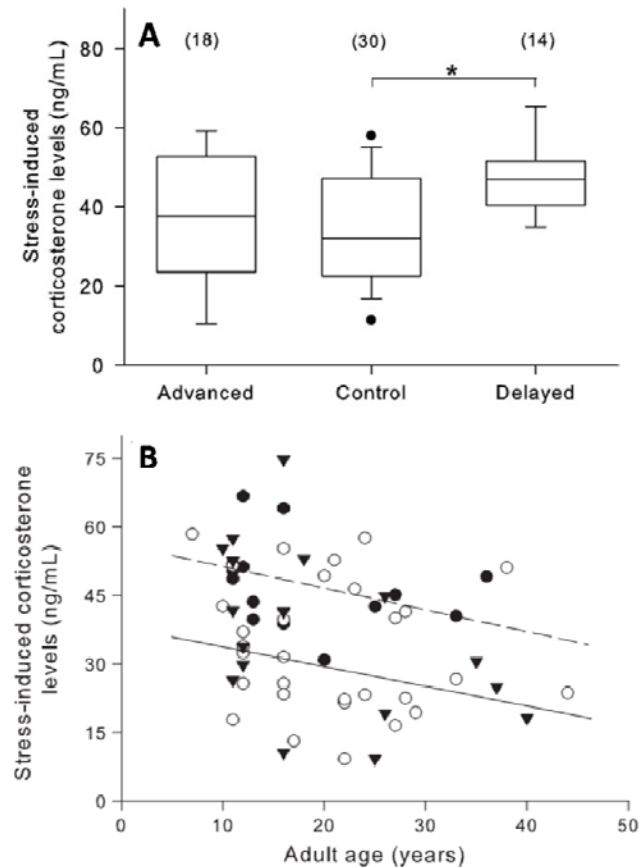 A
(18) (30) (14)
*
80
60
40
20
0
Stress-induced
corticosterone levels (ng/mL)
Advanced Control Delayed
B
75
60
45
30
15
0
Stress-induced corticosterone
levels (ng/mL)
0 10 20 30 40 50
Adult age (years)